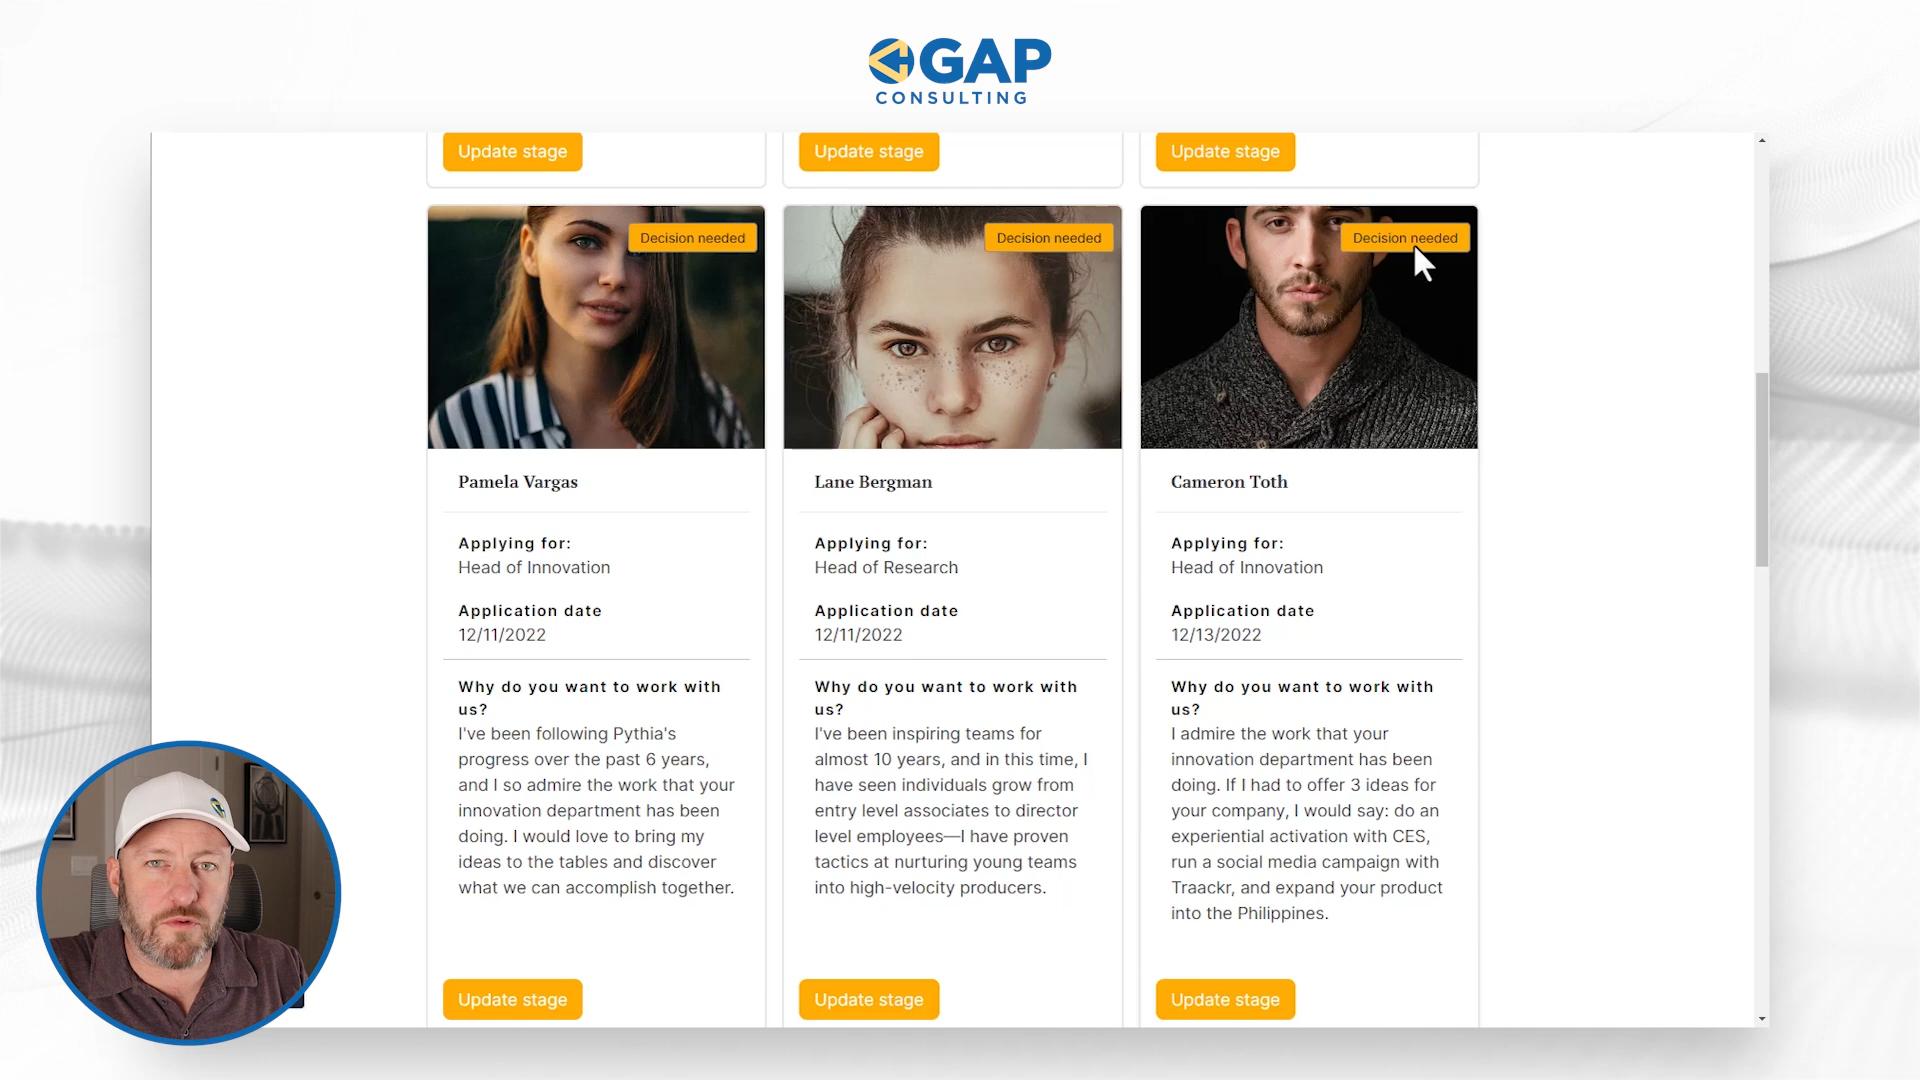 GAP
CONSULTING
Update stage
Update stage
Update stage
Decision needed
Decision needed
Decision needed
Pamela Vargas
Applying for:
Head of Innovation
Application date
12/11/2022
Why do you want to work with
us?
I've been following Pythia's
progress over the past 6 years,
and I so admire the work that your
innovation department has been
doing. I would love to bring my
ideas to the tables and discover
what we can accomplish together.
Update stage
Lane Bergman
Applying for:
Head of Research
Application date
12/11/2022
Why do you want to work with
us?
I've been inspiring teams for
almost 10 years, and in this time, I
have seen individuals grow from
entry level associates to director
level employees—I have proven
tactics at nurturing young teams
into high-velocity producers.
Update stage
Cameron Toth
Applying for:
Head of Innovation
Application date
12/13/2022
Why do you want to work with
us?
I admire the work that your
innovation department has been
doing. If I had to offer 3 ideas for
your company, I would say: do an
experiential activation with CES,
run a social media campaign with
Traackr, and expand your product
into the Philippines.
Update stage